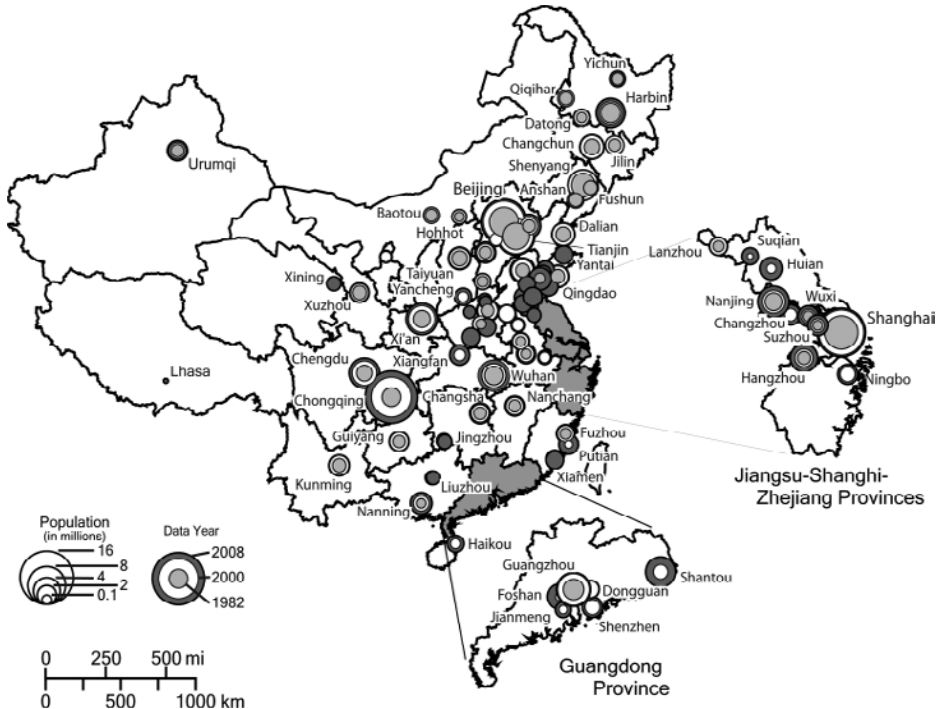 Yichun
Qiqihar
Harbin
Datong
Changchun
Jilin
Urumqi
Shenyang
Beijing
Anshan
Fushun
Baotou
Hohhot
Dalian
Tianjin
Taiyuan
Yantai
Yancheng
Xining
Qingdao
Xuzhou
Xi'an
Lhasa
Chengdu
Xiangfan
Wuhan
Chongqing
Changsha
Nanchang
Guiyang
Jingzhou
Fuzhou
Putian
Kunming
Liuzhou
Xiamen
Nanning
Haikou
Lanzhou
Suqian
Huian
Nanjing
Wuxi
Changzhou
Shanghai
Suzhou
Hangzhou
Ningbo
Jiangsu-Shanghi-
Zhejiang Provinces
Guangzhou
Shantou
Foshan
Dongguan
Jianmeng
Shenzhen
Guangdong
Province
Population
(in millions)
16
8
4
2
0.1
Data Year
2008
2000
1982
0 250 500 mi
0 500 1000 km